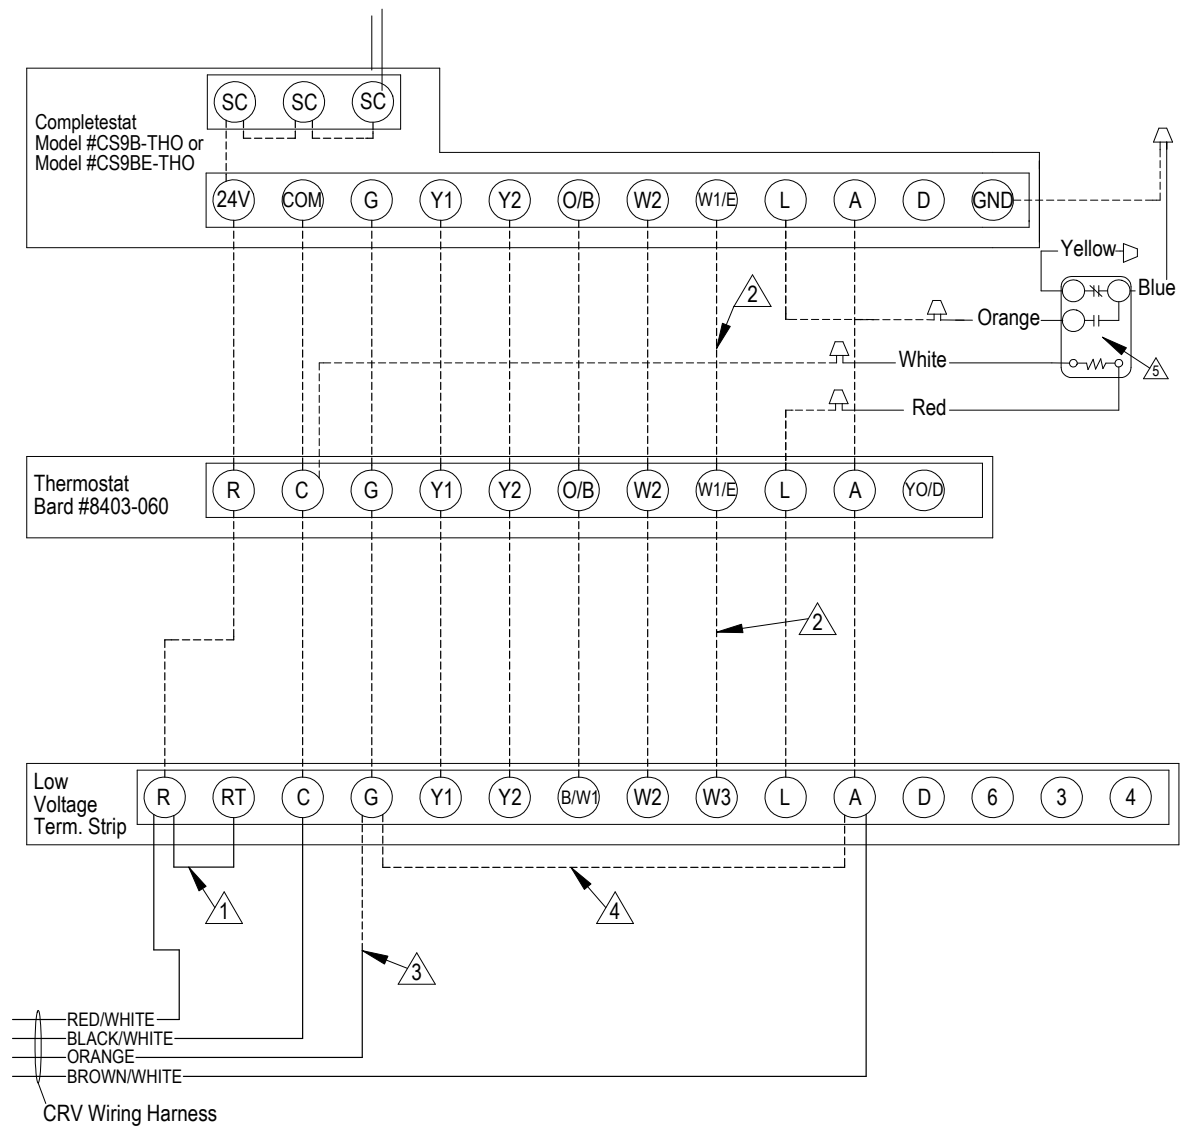 SC SC SC
Completestat
Model #CS9B-THO or
Model #CS9BE-THO
24V COM G Y1 Y2 O/B W2 W1/E L A D GND
Yellow
Blue
2
Orange
White
5
Red
Thermostat
Bard #8403-060
R C G Y1 Y2 O/B W2 W1/E L A YO/D
2
Low
Voltage
Term. Strip
R RT C G Y1 Y2 B/W1 W2 W3 L A D 6 3 4
1
4
3
RED/WHITE
BLACK/WHITE
ORANGE
BROWN/WHITE
CRV Wiring Harness